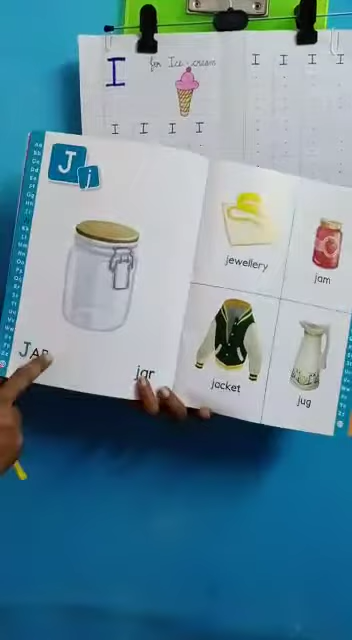 I for Ice-cream I I I I
I I I I
J j
jewellery jam
JAR jar
jacket jug